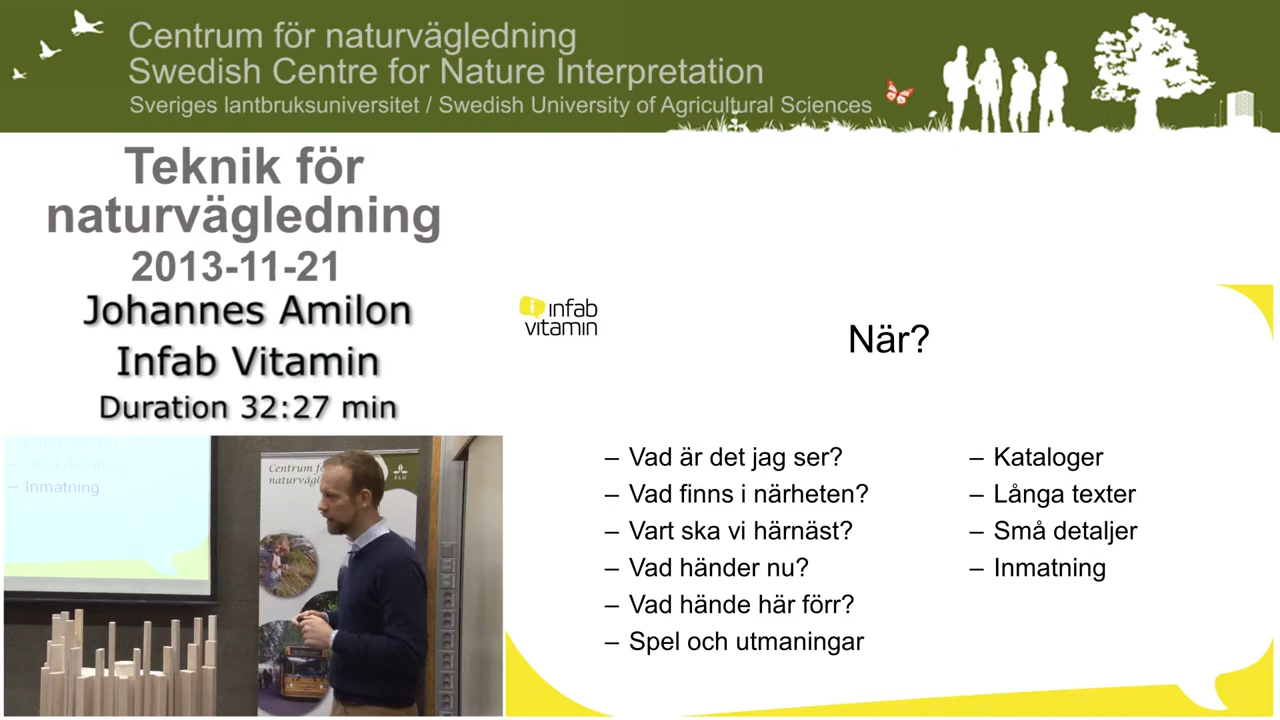 Centrum för naturvägledning
Swedish Centre for Nature Interpretation
Sveriges lantbruksuniversitet / Swedish University of Agricultural Sciences
Teknik för
naturvägledning
2013-11-21
Johannes Amilon
Infab Vitamin
Duration 32:27 min
infab
vitamin
När?
– Vad är det jag ser?
– Vad finns i närheten?
– Vart ska vi härnäst?
– Vad händer nu?
– Vad hände här förr?
– Spel och utmaningar
– Kataloger
– Långa texter
– Små detaljer
– Inmatning
– Inmatning
Centrum
SLU